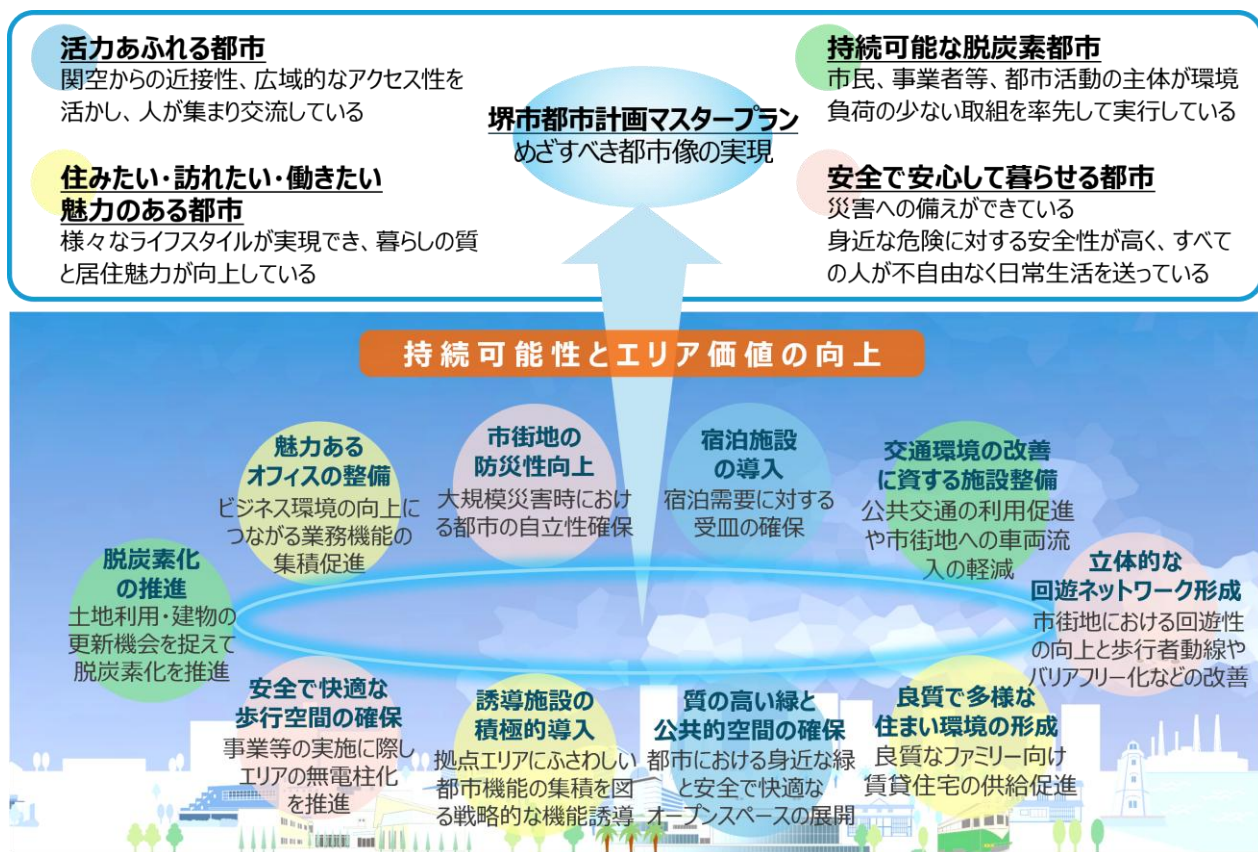 活力あふれる都市
関空からの近接性、広域的なアクセス性を
活かし、人が集まり交流している
住みたい・訪れたい・働きたい
魅力のある都市
様々なライフスタイルが実現でき、暮らしの質
と居住魅力が向上している
堺市都市計画マスタープラン
めざすべき都市像の実現
持続可能な脱炭素都市
市民、事業者等、都市活動の主体が環境
負荷の少ない取組を率先して実行している
安全で安心して暮らせる都市
災害への備えができている
身近な危険に対する安全性が高く、すべて
の人が不自由なく日常生活を送っている
持続可能性とエリア価値の向上
魅力ある
オフィスの整備
ビジネス環境の向上に
つながる業務機能の
集積促進
市街地の
防災性向上
大規模災害時におけ
る都市の自立性確保
宿泊施設
の導入
宿泊需要に対する
受皿の確保
交通環境の改善
に資する施設整備
公共交通の利用促進
や市街地への車両流
入の軽減
脱炭素化
の推進
土地利用・建物の
更新機会を捉えて
脱炭素化を推進
立体的な
回遊ネットワーク形成
市街地における回遊性
の向上と歩行者動線や
バリアフリー化などの改善
安全で快適な
歩行空間の確保
事業等の実施に際し
エリアの無電柱化
を推進
誘導施設の
積極的導入
拠点エリアにふさわしい
都市機能の集積を図
る戦略的な機能誘導
質の高い緑と
公共的空間の確保
都市における身近な緑
と安全で快適な
オープンスペースの展開
良質で多様な
住まい環境の形成
良質なファミリー向け
賃貸住宅の供給促進